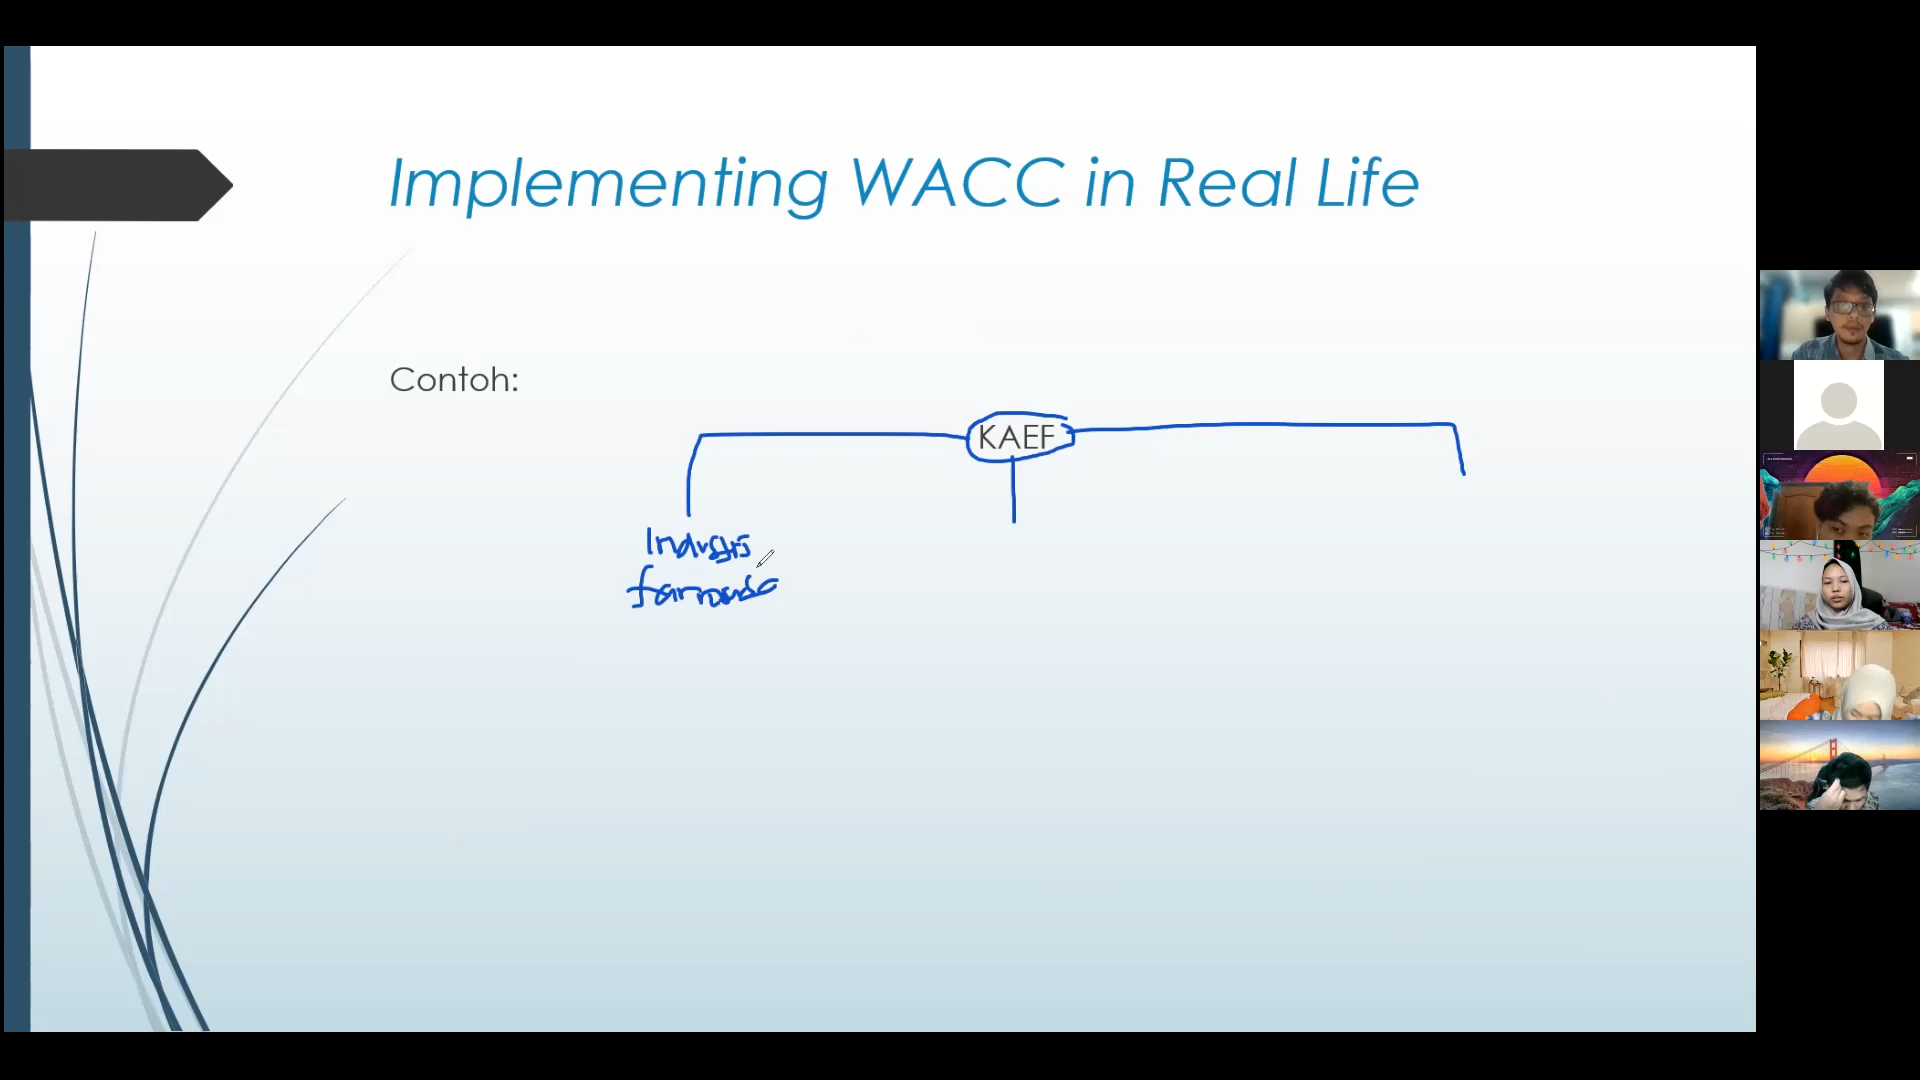 Implementing WACC in Real Life
Contoh:
KAEF
Industri
farmasi